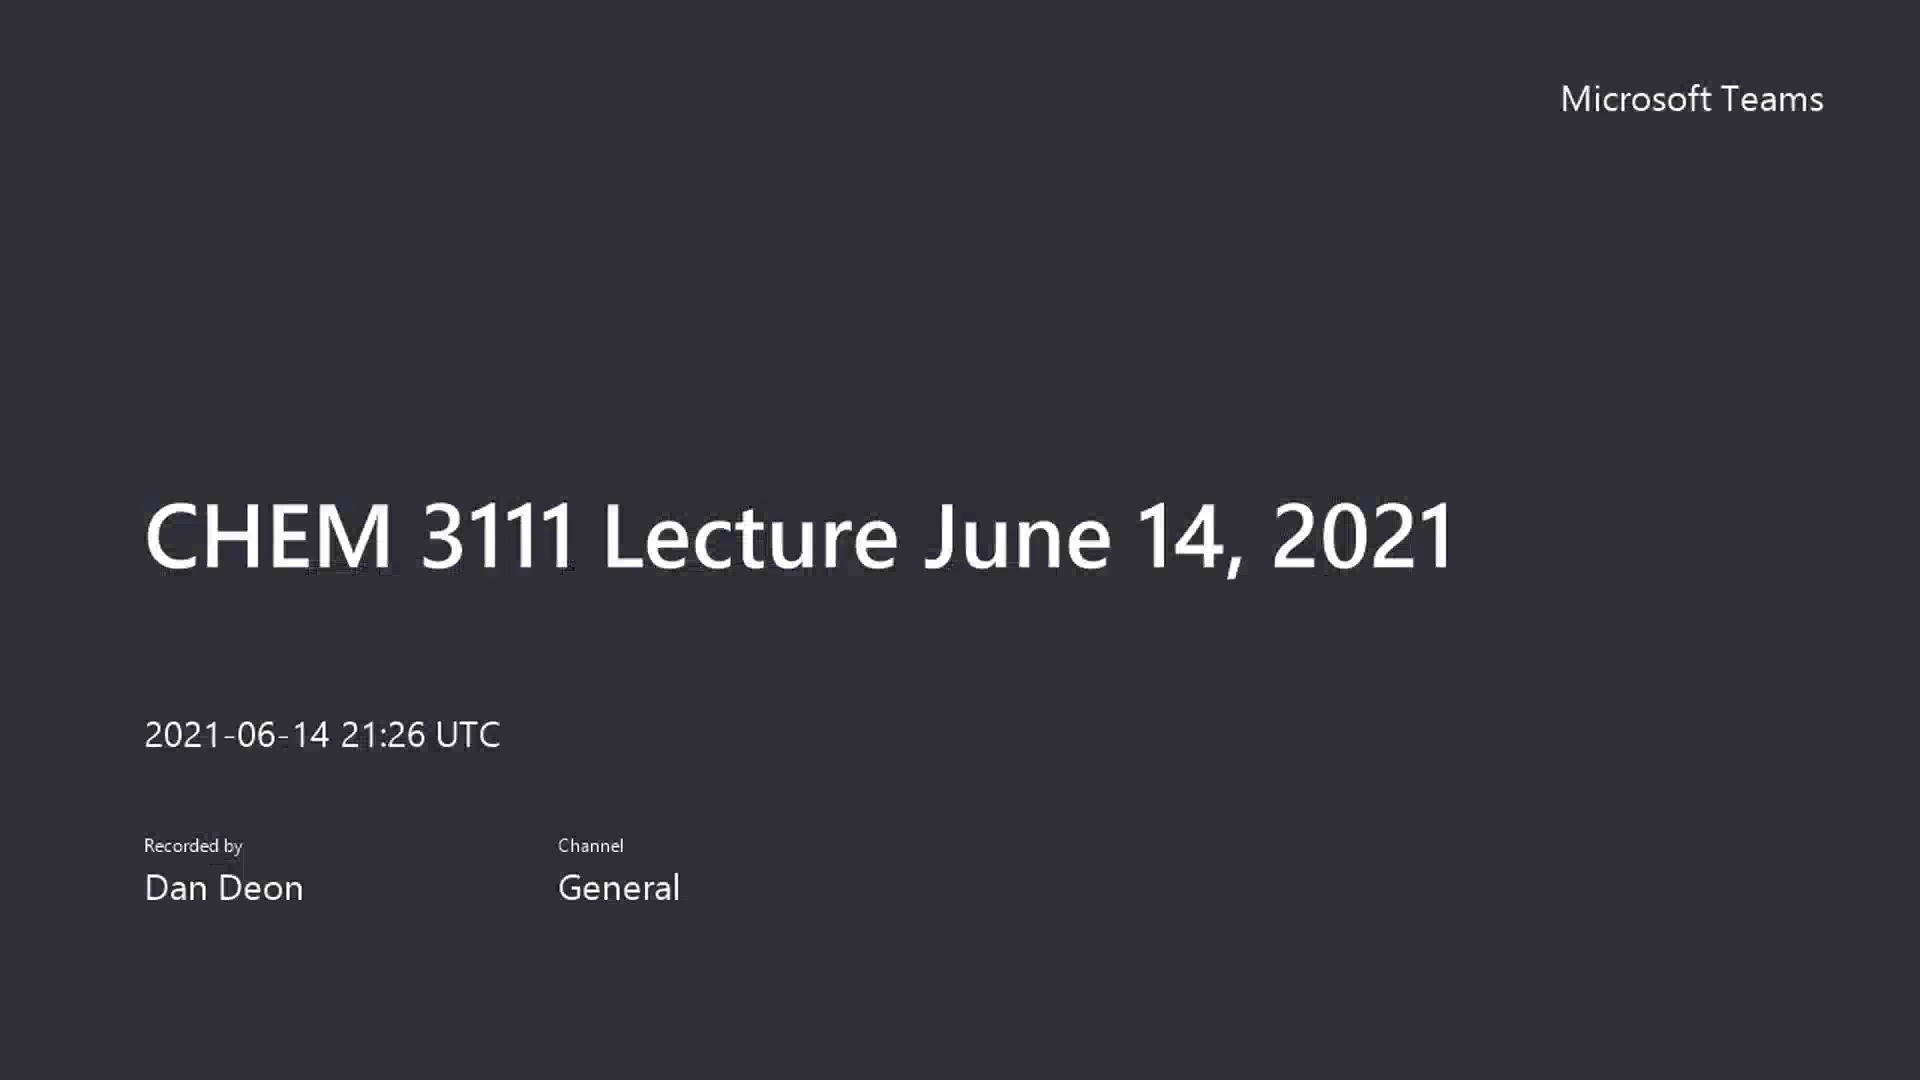 Microsoft Teams
CHEM 3111 Lecture June 14, 2021
2021-06-14 21:26 UTC
Recorded by
Dan Deon
Channel
General